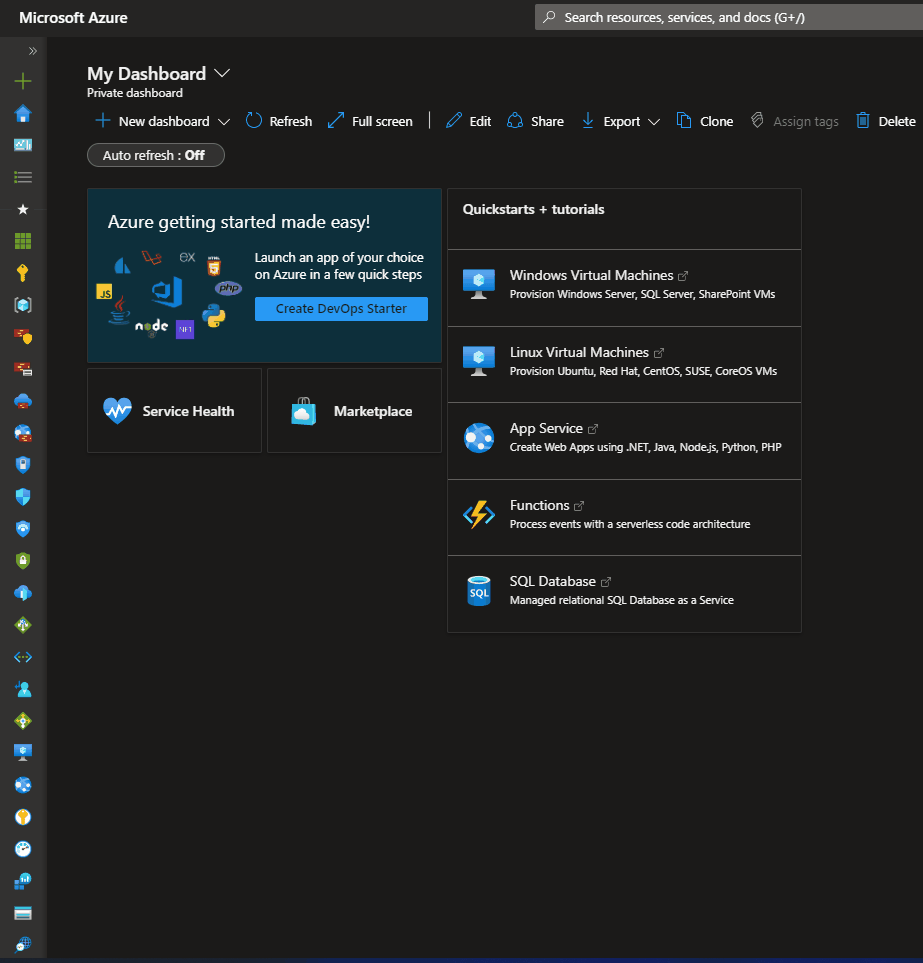 Microsoft Azure
Search resources, services, and docs (G+/)
My Dashboard
Private dashboard
New dashboard Refresh Full screen Edit Share Export Clone Assign tags Delete
Auto refresh : Off
Azure getting started made easy!
Launch an app of your choice
on Azure in a few quick steps
Create DevOps Starter
EX
JS
php
node
NET
Service Health
Marketplace
Quickstarts + tutorials
Windows Virtual Machines
Provision Windows Server, SQL Server, SharePoint VMs
Linux Virtual Machines
Provision Ubuntu, Red Hat, CentOS, SUSE, CoreOS VMs
App Service
Create Web Apps using .NET, Java, Node.js, Python, PHP
Functions
Process events with a serverless code architecture
SQL
SQL Database
Managed relational SQL Database as a Service